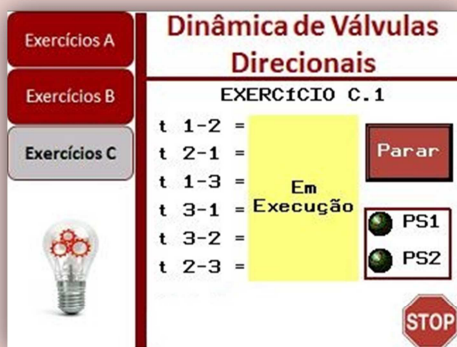 Exercícios A
Exercícios B
Exercícios C
Dinâmica de Válvulas
Direcionais
EXERCíCIO C.1
t 1-2 =
t 2-1 =
t 1-3 =
t 3-1 =
t 3-2 =
t 2-3 =
Em
Execução
Parar
PS1
PS2
STOP